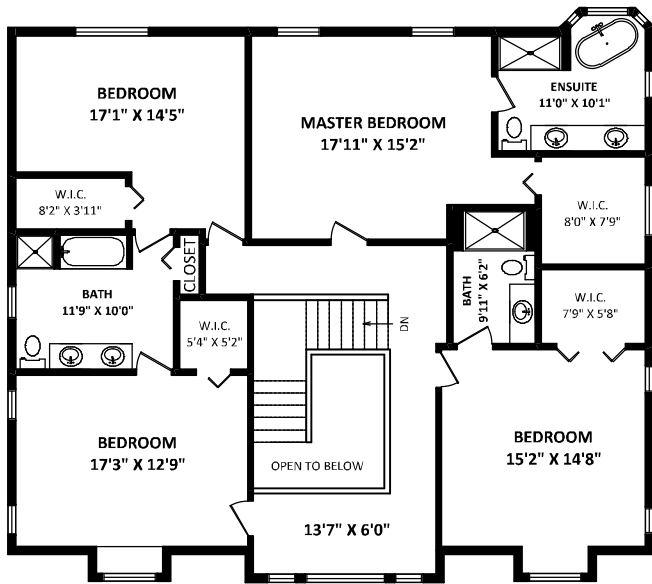 BEDROOM
17'1" X 14'5"
MASTER BEDROOM
17'11" X 15'2"
ENSUITE
11'0" X 10'1"
W.I.C.
8'2" X 3'11"
W.I.C.
8'0" X 7'9"
CLOSET
BATH
11'9" X 10'0"
BATH
9'11" X 6'2"
W.I.C.
5'4" X 5'2"
DN
W.I.C.
7'9" X 5'8"
BEDROOM
17'3" X 12'9"
OPEN TO BELOW
BEDROOM
15'2" X 14'8"
13'7" X 6'0"